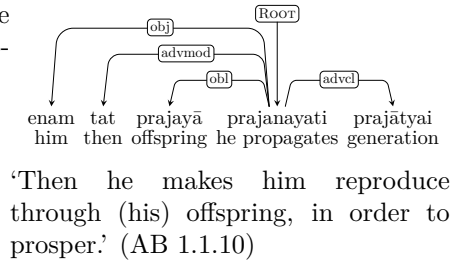 e
-
ROOT
obj
advmod
obl
advcl
enam tat prajayā prajanayati prajātyai
him then offspring he propagates generation
‘Then he makes him reproduce
through (his) offspring, in order to
prosper.’ (AB 1.1.10)